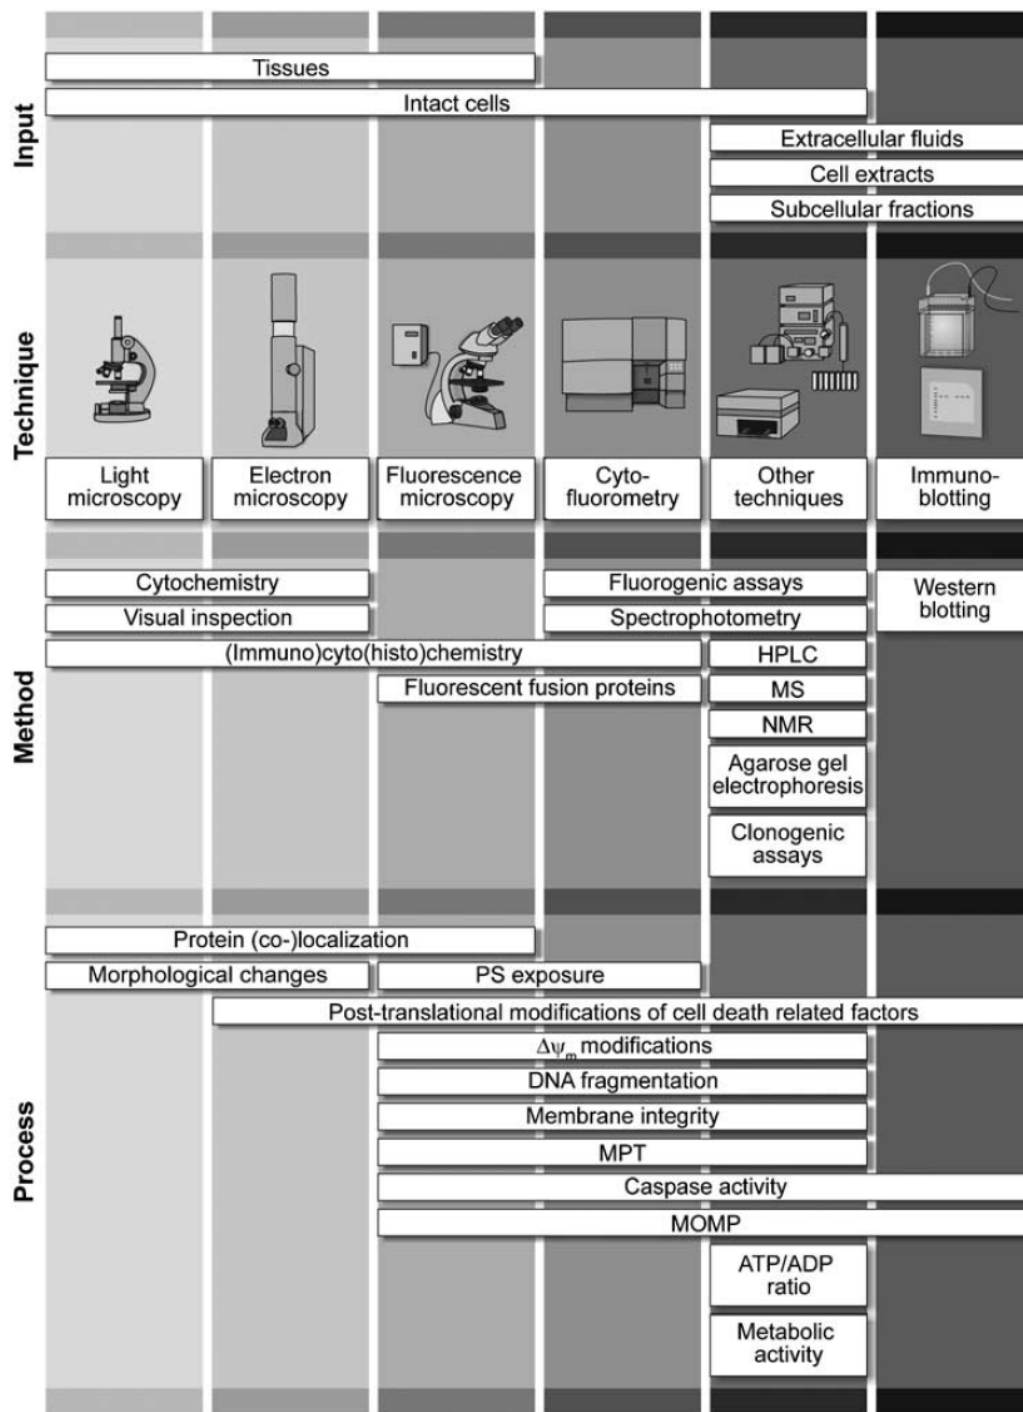 Input
Tissues
Intact cells
Extracellular fluids
Cell extracts
Subcellular fractions
Technique
Light
microscopy
Electron
microscopy
Fluorescence
microscopy
Cyto-
fluorometry
Other
techniques
Immuno-
blotting
Method
Cytochemistry
Fluorogenic assays
Western
blotting
Visual inspection
Spectrophotometry
(Immuno)cyto(histo)chemistry
HPLC
Fluorescent fusion proteins
MS
NMR
Agarose gel
electrophoresis
Clonogenic
assays
Process
Protein (co-)localization
Morphological changes
PS exposure
Post-translational modifications of cell death related factors
Δψm modifications
DNA fragmentation
Membrane integrity
MPT
Caspase activity
MOMP
ATP/ADP
ratio
Metabolic
activity